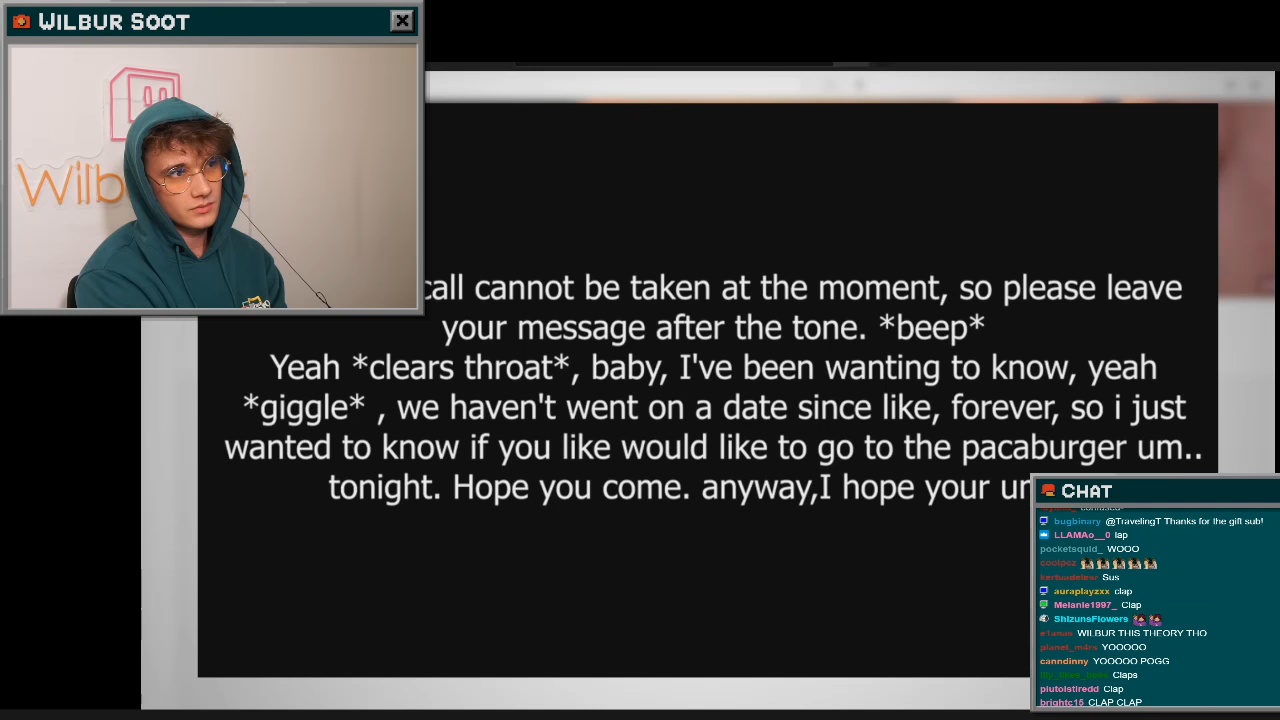 WILBUR SOOT
Wilb
call cannot be taken at the moment, so please leave
your message after the tone. *beep*
Yeah *clears throat*, baby, I've been wanting to know, yeah
*giggle* , we haven't went on a date since like, forever, so i just
wanted to know if you like would like to go to the pacaburger um..
tonight. Hope you come. anyway,I hope your un
CHAT
bugbinary @TravelingT Thanks for the gift sub!
LLAMAo__0 lap
pocketsquid_ WOOO
coolpcz
kertuadelear Sus
auraplayzxx clap
Melanie1997_ Clap
ShizunsFlowers
WILBUR THIS THEORY THO
planet_m4rs YOOOOO
canndinny YOOOOO POGG
Claps
plutoistiredd Clap
brightc15 CLAP CLAP